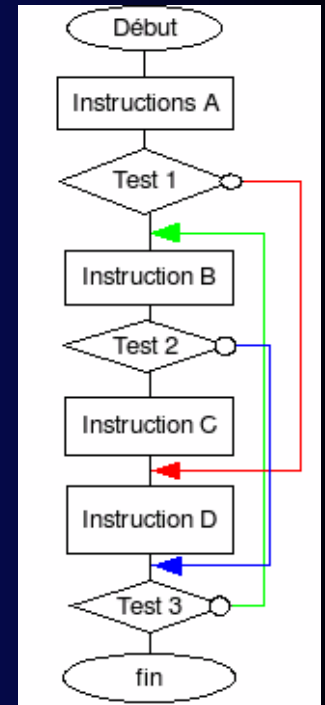 Début
Instructions A
Test 1
Instruction B
Test 2
Instruction C
Instruction D
Test 3
fin